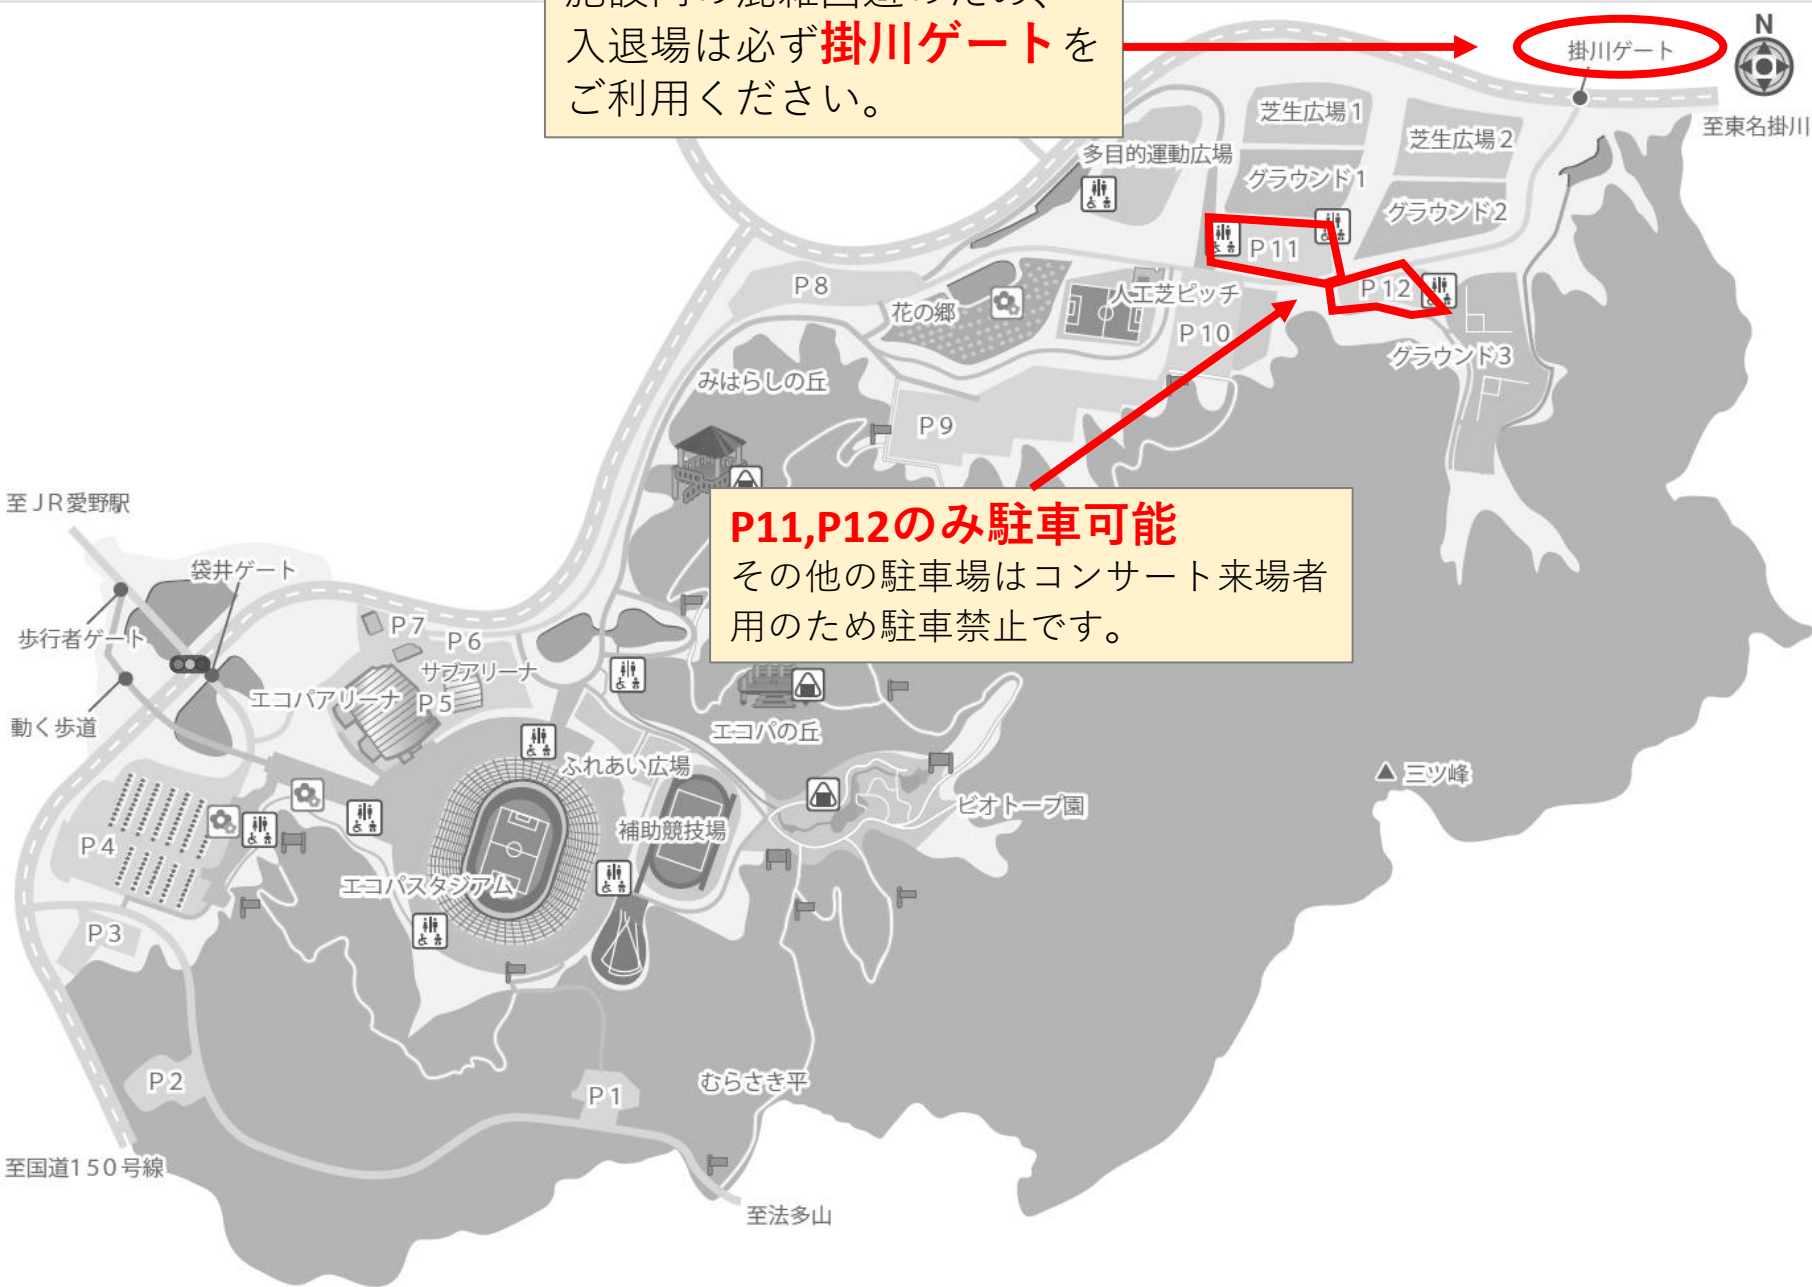 施設内の混雑回避のため、
入退場は必ず掛川ゲートを
ご利用ください。
掛川ゲート
N
至東名掛川
芝生広場1
芝生広場2
多目的運動広場
グラウンド1
グラウンド2
P11
P12
P8
花の郷
人工芝ピッチ
P10
グラウンド3
みはらしの丘
P9
至JR愛野駅
P11,P12のみ駐車可能
その他の駐車場はコンサート来場者
用のため駐車禁止です。
袋井ゲート
歩行者ゲート
P7
P6
サブアリーナ
エコパアリーナ
P5
動く歩道
エコパの丘
ふれあい広場
三ツ峰
ビオトープ園
補助競技場
P4
エコパスタジアム
P3
P2
P1
むらさき平
至国道150号線
至法多山